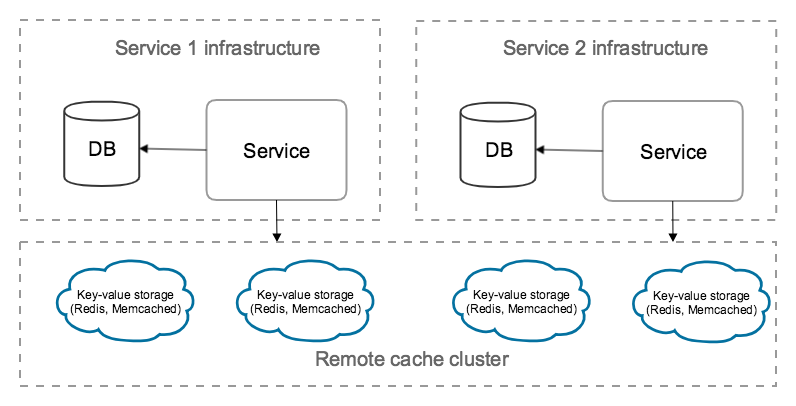 Service 1 infrastructure
Service 2 infrastructure
DB
Service
DB
Service
Key-value storage
(Redis, Memcached)
Key-value storage
(Redis, Memcached)
Key-value storage
(Redis, Memcached)
Key-value storage
(Redis, Memcached)
Remote cache cluster